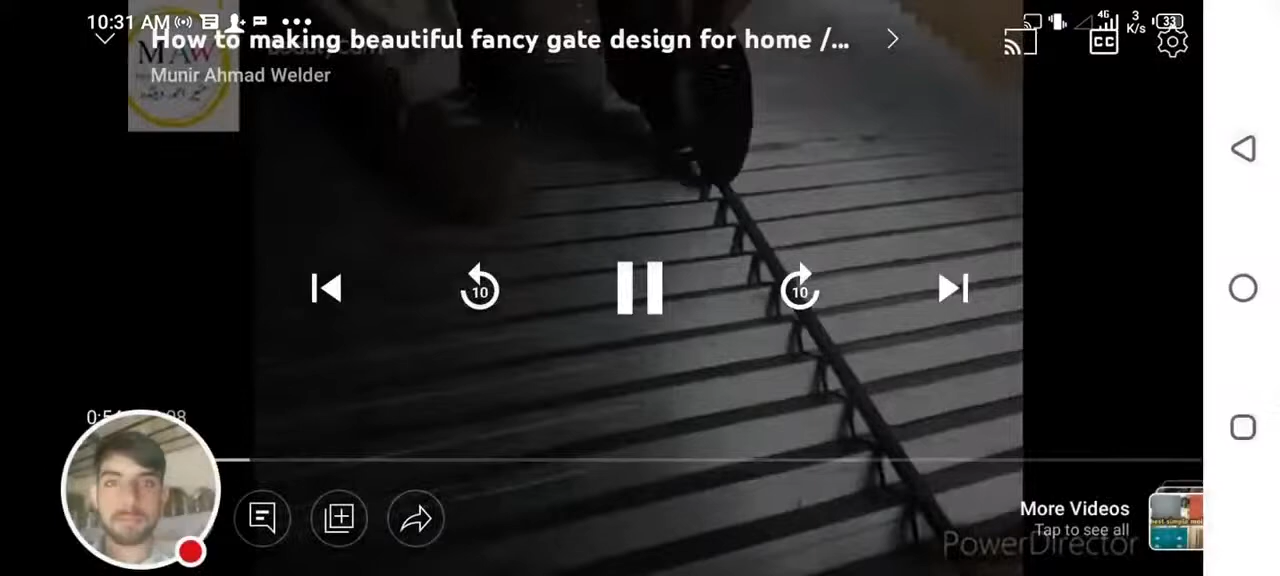 10:31 AM
4G
3
K/s
33
How to making beautiful fancy gate design for home /...
CC
MAW
Munir Ahmad Welder
10
10
More Videos
Tap to see all
PowerDirector